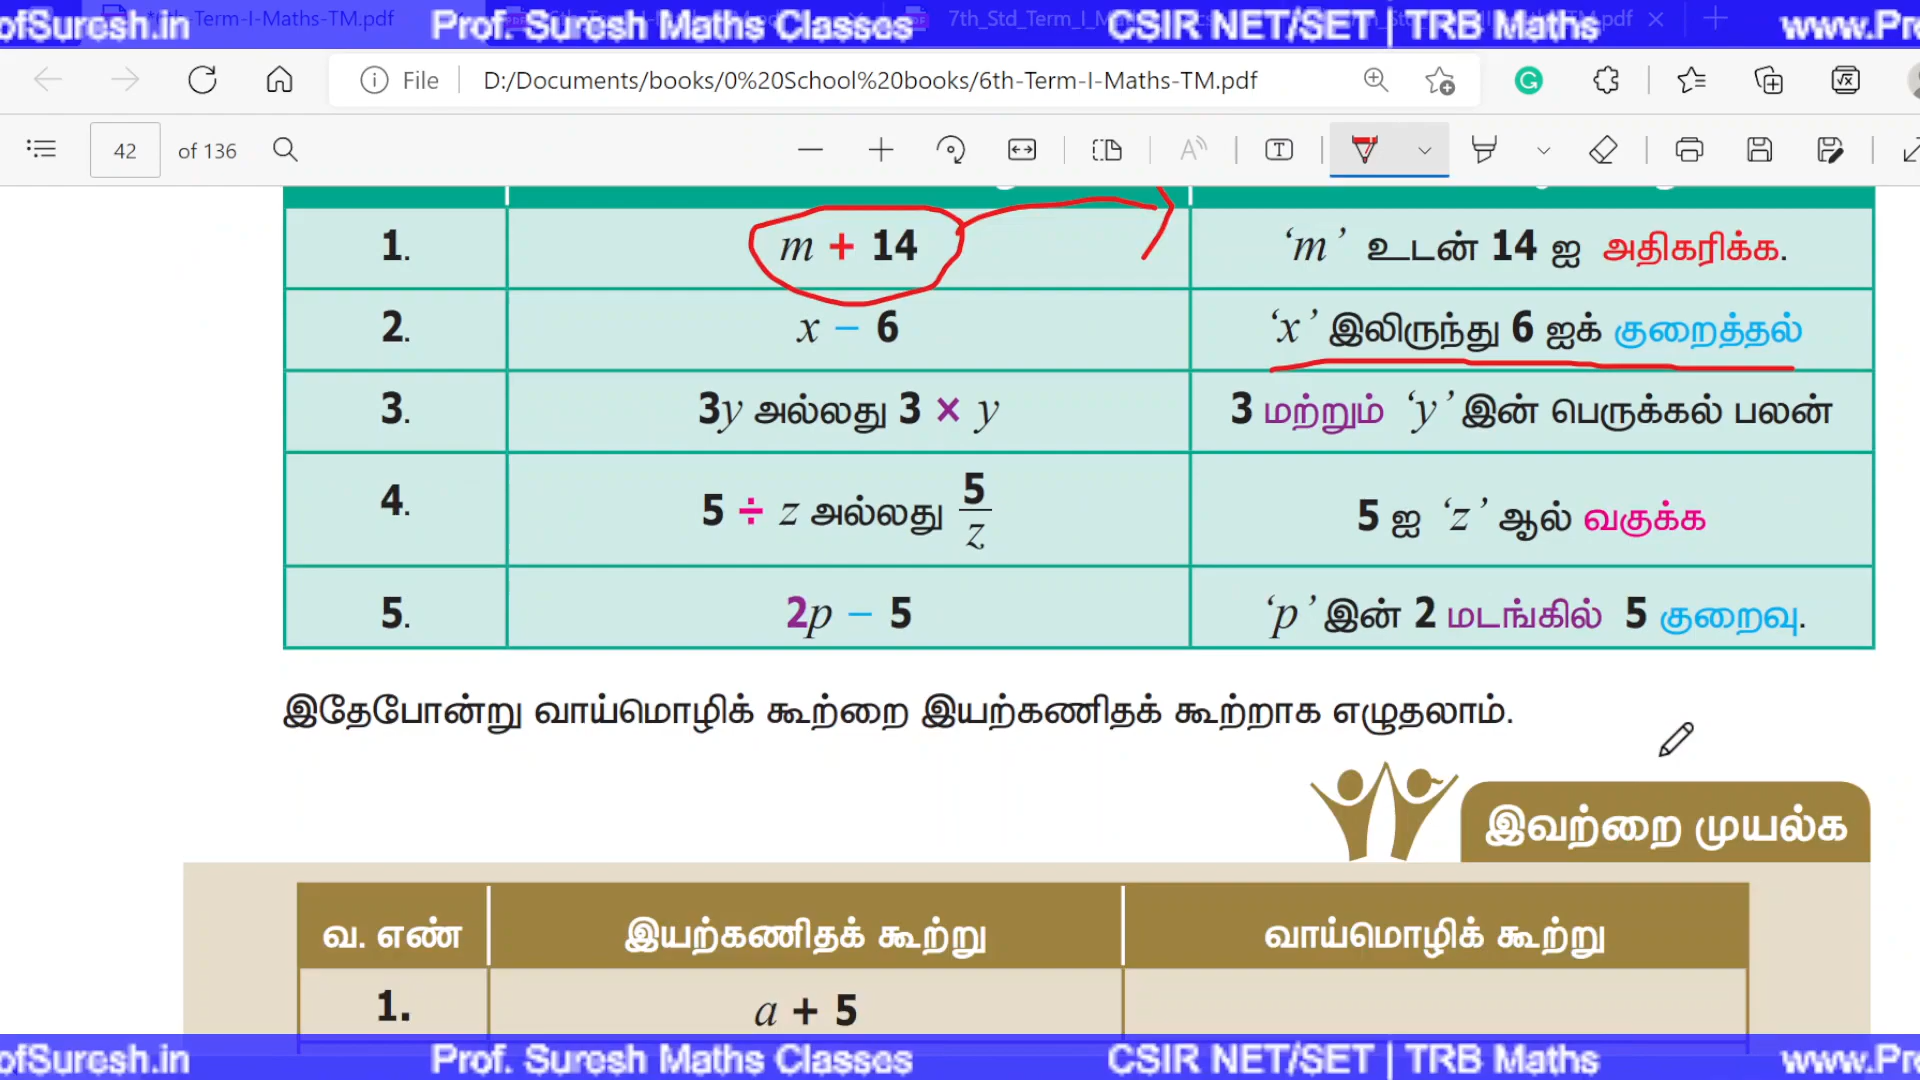 ofSuresh.in Prof. Suresh Maths Classes CSIR NET/SET | TRB Maths www.Pr
File D:/Documents/books/0%20School%20books/6th-Term-I-Maths-TM.pdf
42 of 136
1. m + 14 ‘m’ உடன் 14 ஐ அதிகரிக்க.
2. x – 6 ‘x’ இலிருந்து 6 ஐக் குறைத்தல்
3. 3y அல்லது 3 × y 3 மற்றும் ‘y’ இன் பெருக்கல் பலன்
4. 5 ÷ z அல்லது 5/z 5 ஐ ‘z’ ஆல் வகுக்க
5. 2p – 5 ‘p’ இன் 2 மடங்கில் 5 குறைவு.
இதேபோன்று வாய்மொழிக் கூற்றை இயற்கணிதக் கூற்றாக எழுதலாம்.
இவற்றை முயல்க
வ. எண் இயற்கணிதக் கூற்று வாய்மொழிக் கூற்று
1. a + 5
ofSuresh.in Prof. Suresh Maths Classes CSIR NET/SET | TRB Maths www.Pr